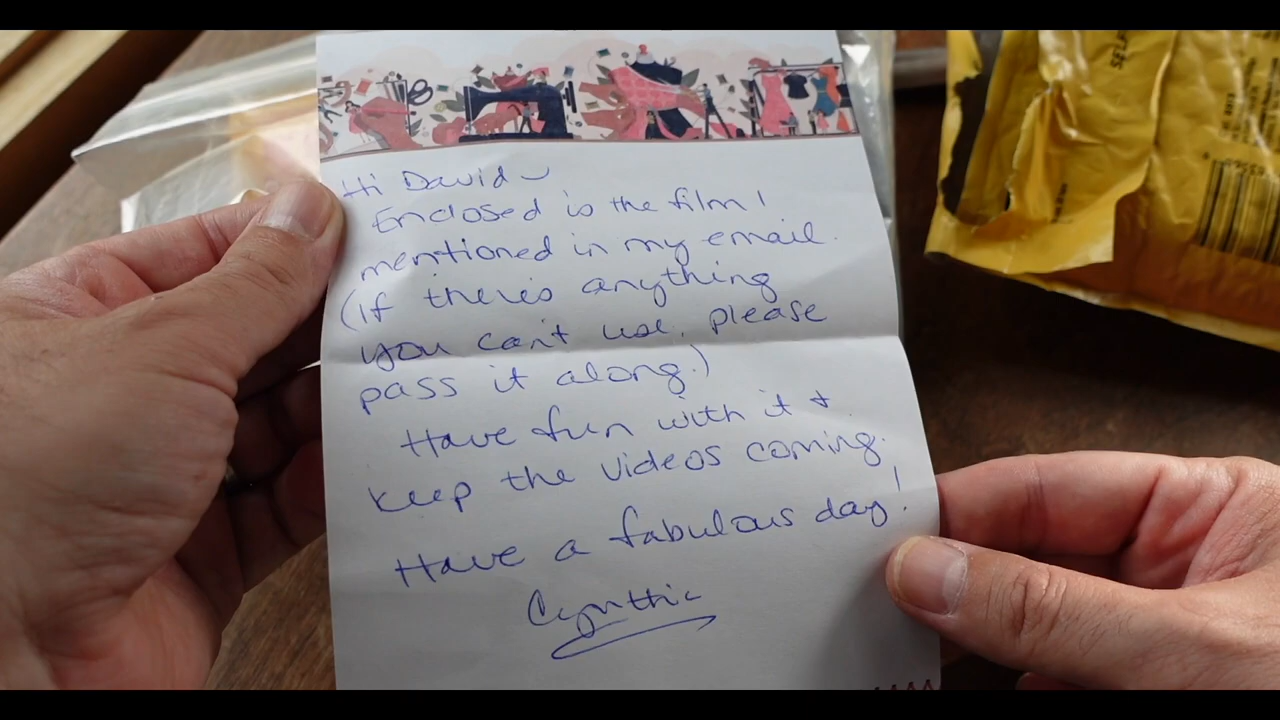 Hi David ~
Enclosed is the film I
mentioned in my email.
(If there's anything
you can't use, please
pass it along.)
Have fun with it +
keep the videos coming.
Have a fabulous day!
Cynthia